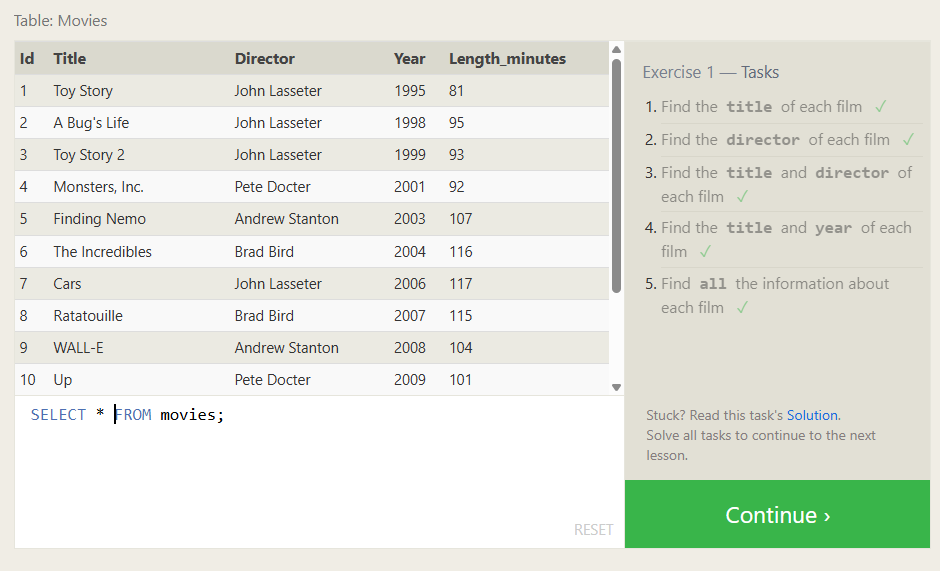 Table: Movies
Id Title Director Year Length_minutes
1 Toy Story John Lasseter 1995 81
2 A Bug's Life John Lasseter 1998 95
3 Toy Story 2 John Lasseter 1999 93
4 Monsters, Inc. Pete Docter 2001 92
5 Finding Nemo Andrew Stanton 2003 107
6 The Incredibles Brad Bird 2004 116
7 Cars John Lasseter 2006 117
8 Ratatouille Brad Bird 2007 115
9 WALL-E Andrew Stanton 2008 104
10 Up Pete Docter 2009 101
SELECT * FROM movies;
RESET
Exercise 1 — Tasks
1. Find the title of each film ✓
2. Find the director of each film ✓
3. Find the title and director of
each film ✓
4. Find the title and year of each
film ✓
5. Find all the information about
each film ✓
Stuck? Read this task's Solution.
Solve all tasks to continue to the next
lesson.
Continue ›